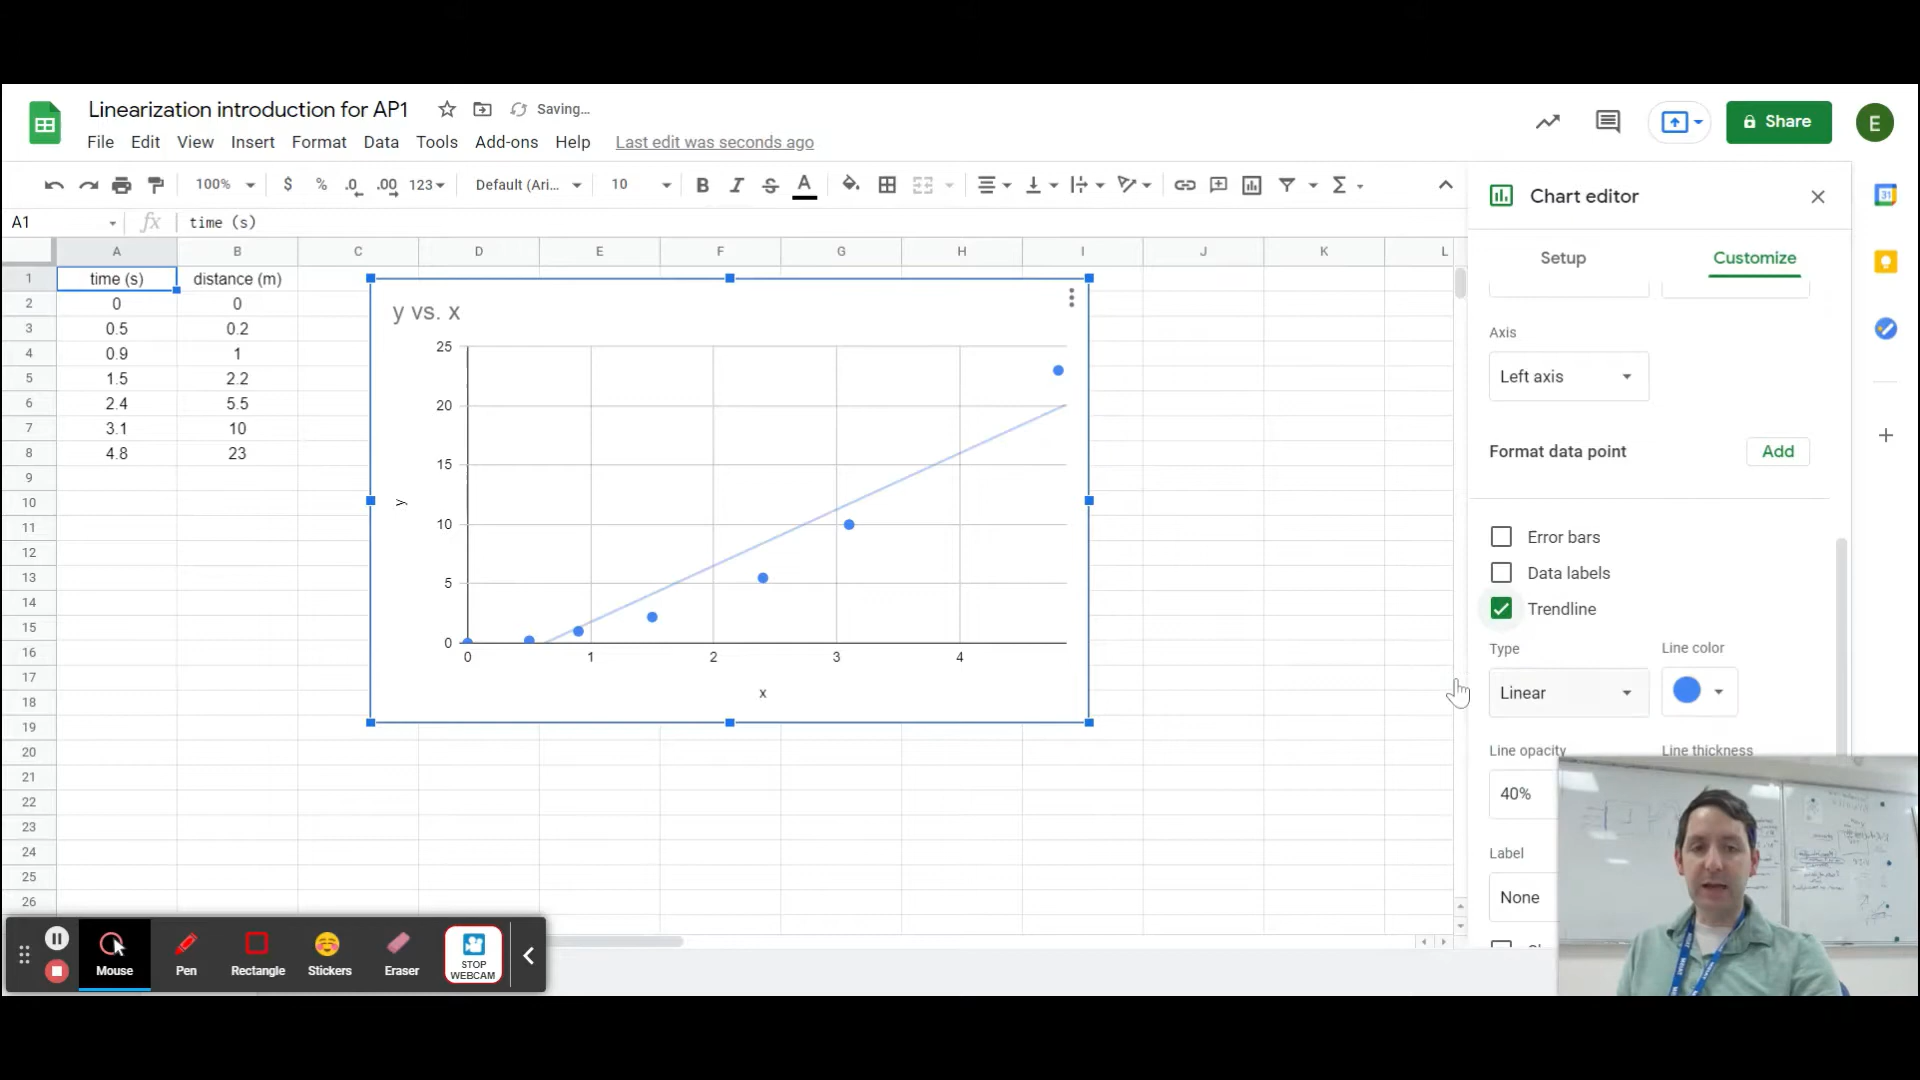 Linearization introduction for AP1 Saving...
File Edit View Insert Format Data Tools Add-ons Help Last edit was seconds ago
Share
E
100% $ % .0 .00 123 Default (Ari... 10 B I S A Σ
A1 fx time (s)
Chart editor
31
Setup Customize
A B C D E F G H I J K L
1 time (s) distance (m)
2 0 0
3 0.5 0.2
4 0.9 1
5 1.5 2.2
6 2.4 5.5
7 3.1 10
8 4.8 23
9
10
11
12
13
14
15
16
17
18
19
20
21
22
23
24
25
26
y vs. x
25
20
15
10
5
0
y
0 1 2 3 4
x
Axis
Left axis
Format data point Add
Error bars
Data labels
Trendline
Type Line color
Linear
Line opacity Line thickness
40%
Label
None
Mouse Pen Rectangle Stickers Eraser STOP WEBCAM